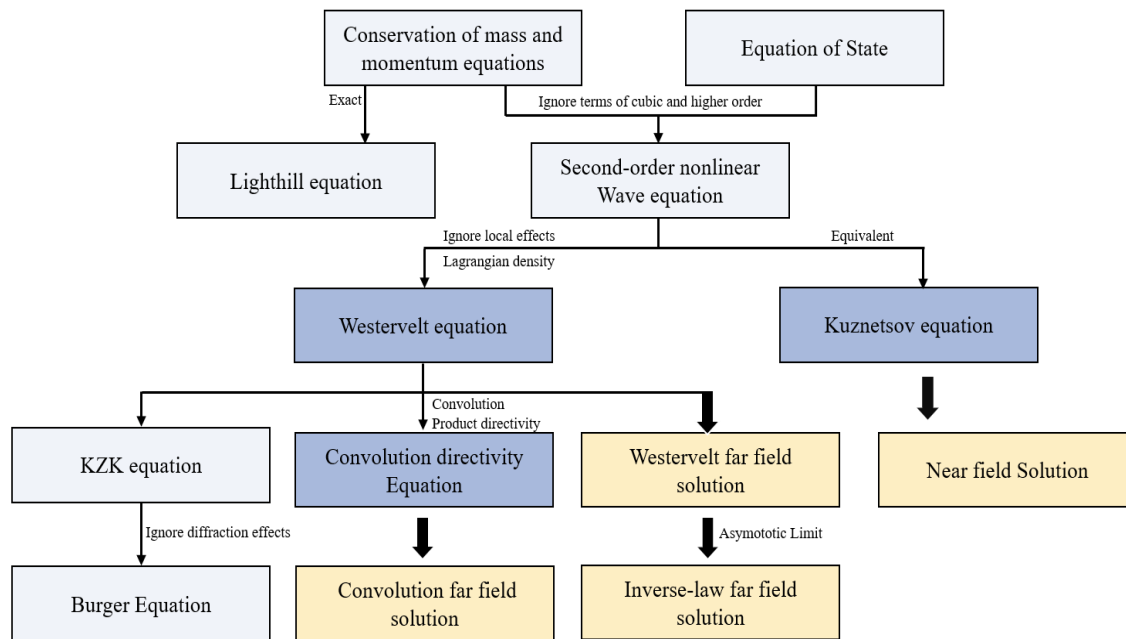 Conservation of mass and
momentum equations
Equation of State
Exact
Ignore terms of cubic and higher order
Lighthill equation
Second-order nonlinear
Wave equation
Ignore local effects
Lagrangian density
Equivalent
Westervelt equation
Kuznetsov equation
Convolution
Product directivity
KZK equation
Convolution directivity
Equation
Westervelt far field
solution
Near field Solution
Ignore diffraction effects
Asymototic Limit
Burger Equation
Convolution far field
solution
Inverse-law far field
solution